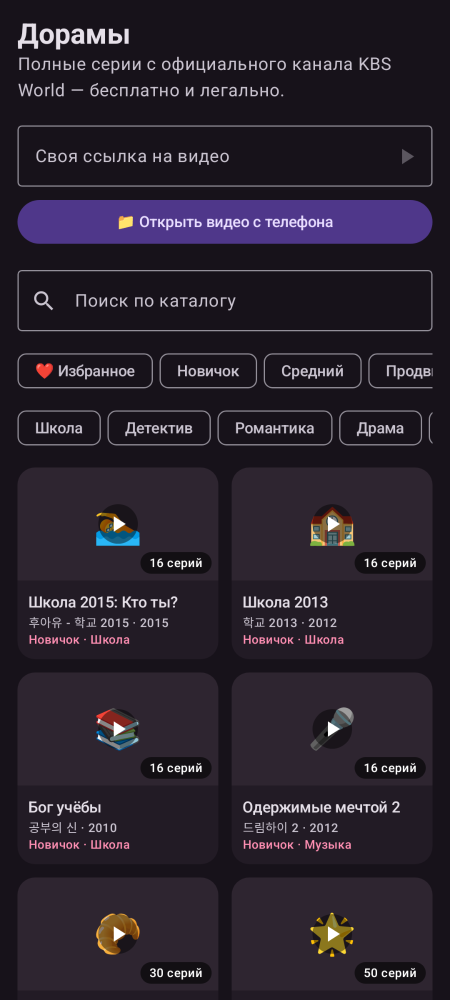 Дорамы
Полные серии с официального канала KBS
World — бесплатно и легально.
Своя ссылка на видео
📁 Открыть видео с телефона
Поиск по каталогу
❤️ Избранное
Новичок
Средний
Школа
Детектив
Романтика
Драма
16 серий
16 серий
Школа 2015: Кто ты?
후아유 - 학교 2015 · 2015
Новичок · Школа
Школа 2013
학교 2013 · 2012
Новичок · Школа
16 серий
16 серий
Бог учёбы
공부의 신 · 2010
Новичок · Школа
Одержимые мечтой 2
드림하이 2 · 2012
Новичок · Музыка
30 серий
50 серий